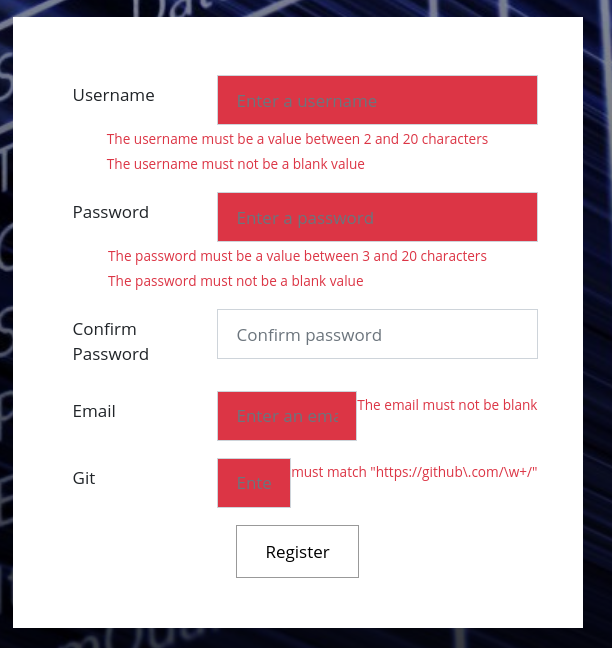 Username
Enter a username
The username must be a value between 2 and 20 characters
The username must not be a blank value
Password
Enter a password
The password must be a value between 3 and 20 characters
The password must not be a blank value
Confirm
Password
Confirm password
Email
Enter an ema
The email must not be blank
Git
Ente
must match "https://github\.com/\w+/"
Register